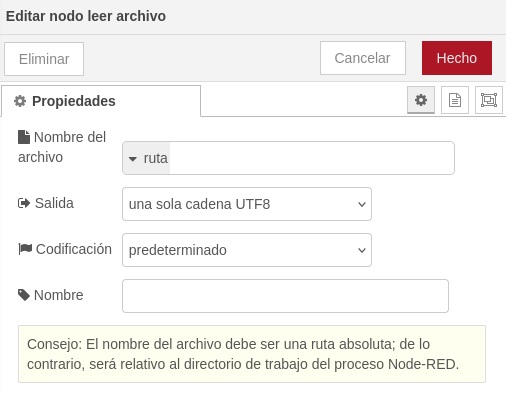 Editar nodo leer archivo
Eliminar
Cancelar
Hecho
Propiedades
Nombre del
archivo
ruta
Salida
una sola cadena UTF8
Codificación
predeterminado
Nombre
Consejo: El nombre del archivo debe ser una ruta absoluta; de lo
contrario, será relativo al directorio de trabajo del proceso Node-RED.